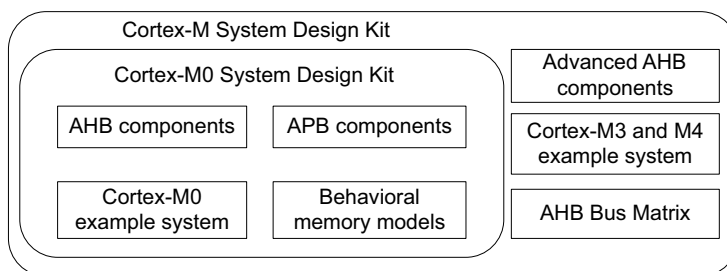 Cortex-M System Design Kit
Cortex-M0 System Design Kit
AHB components
APB components
Cortex-M0
example system
Behavioral
memory models
Advanced AHB
components
Cortex-M3 and M4
example system
AHB Bus Matrix